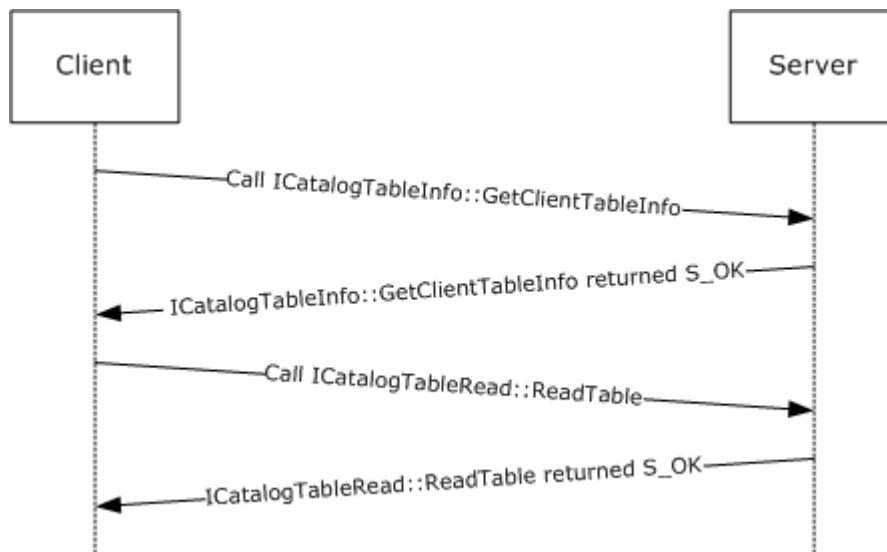 Client
Server
Call ICatalogTableInfo::GetClientTableInfo
ICatalogTableInfo::GetClientTableInfo returned S_OK
Call ICatalogTableRead::ReadTable
ICatalogTableRead::ReadTable returned S_OK